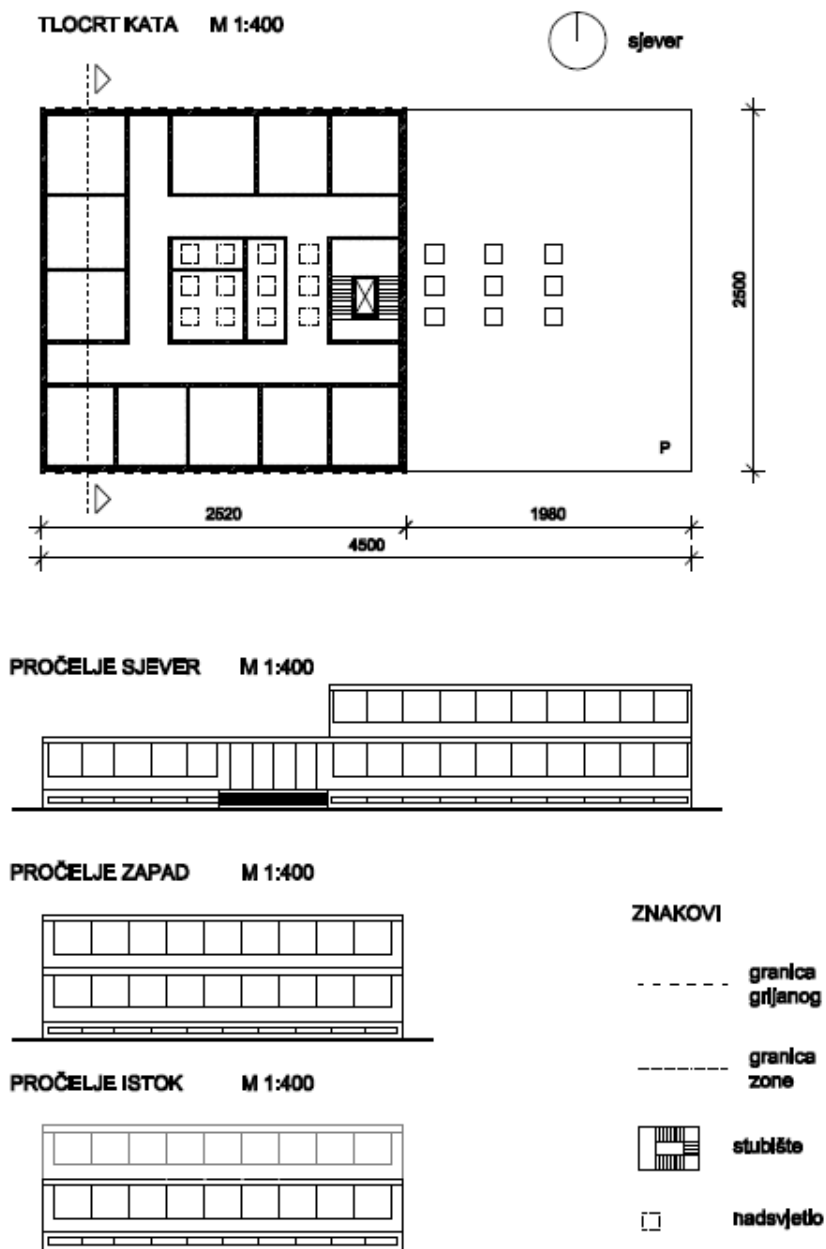 TLOCRT KATA M 1:400
sjever
2500
P
2520
1980
4500
PROČELJE SJEVER M 1:400
PROČELJE ZAPAD M 1:400
ZNAKOVI
granica
grijanog
granica
zone
PROČELJE ISTOK M 1:400
stubište
nadsvjetlo